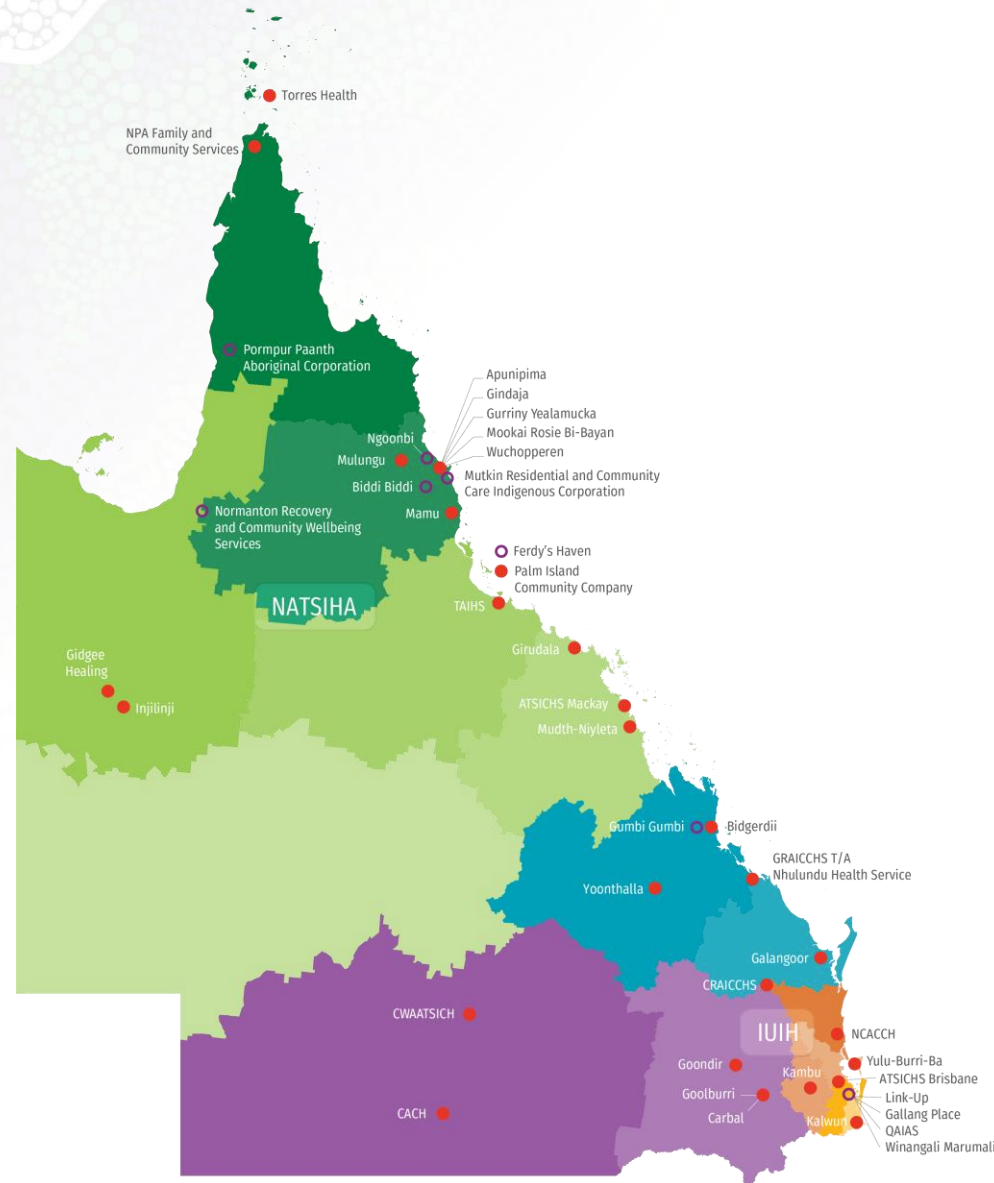 Torres Health
NPA Family and
Community Services
Pormpur Paanth
Aboriginal Corporation
Apunipima
Gindaja
Gurriny Yealamucka
Mookai Rosie Bi-Bayan
Wuchopperen
Ngoonbi
Mulungu
Mutkin Residential and Community
Care Indigenous Corporation
Biddi Biddi
Normanton Recovery
and Community Wellbeing
Services
Mamu
Ferdy's Haven
Palm Island
Community Company
NATSIHA
TAIHS
Girudala
Gidgee
Healing
Injilinji
ATSICHS Mackay
Mudth-Niyleta
Gumbi Gumbi
Bidgerdii
GRAICCHS T/A
Nhulundu Health Service
Yoonthalla
Galangoor
CRAICCHS
CWAATSICH
IUIH
NCACCH
Goondir
Yulu-Burri-Ba
Kambu
ATSICHS Brisbane
Goolburri
Link-Up
CACH
Carbal
Gallang Place
Kalwun
QAIAS
Winangali Marumali